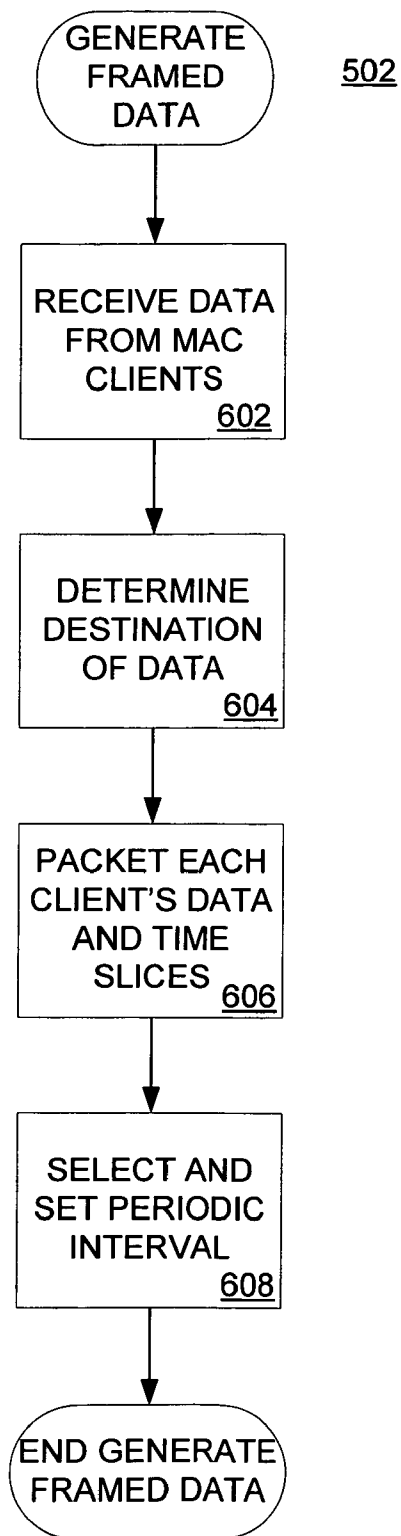 GENERATE
FRAMED
DATA
502
RECEIVE DATA
FROM MAC
CLIENTS
602
DETERMINE
DESTINATION
OF DATA
604
PACKET EACH
CLIENT'S DATA
AND TIME
SLICES
606
SELECT AND
SET PERIODIC
INTERVAL
608
END GENERATE
FRAMED DATA